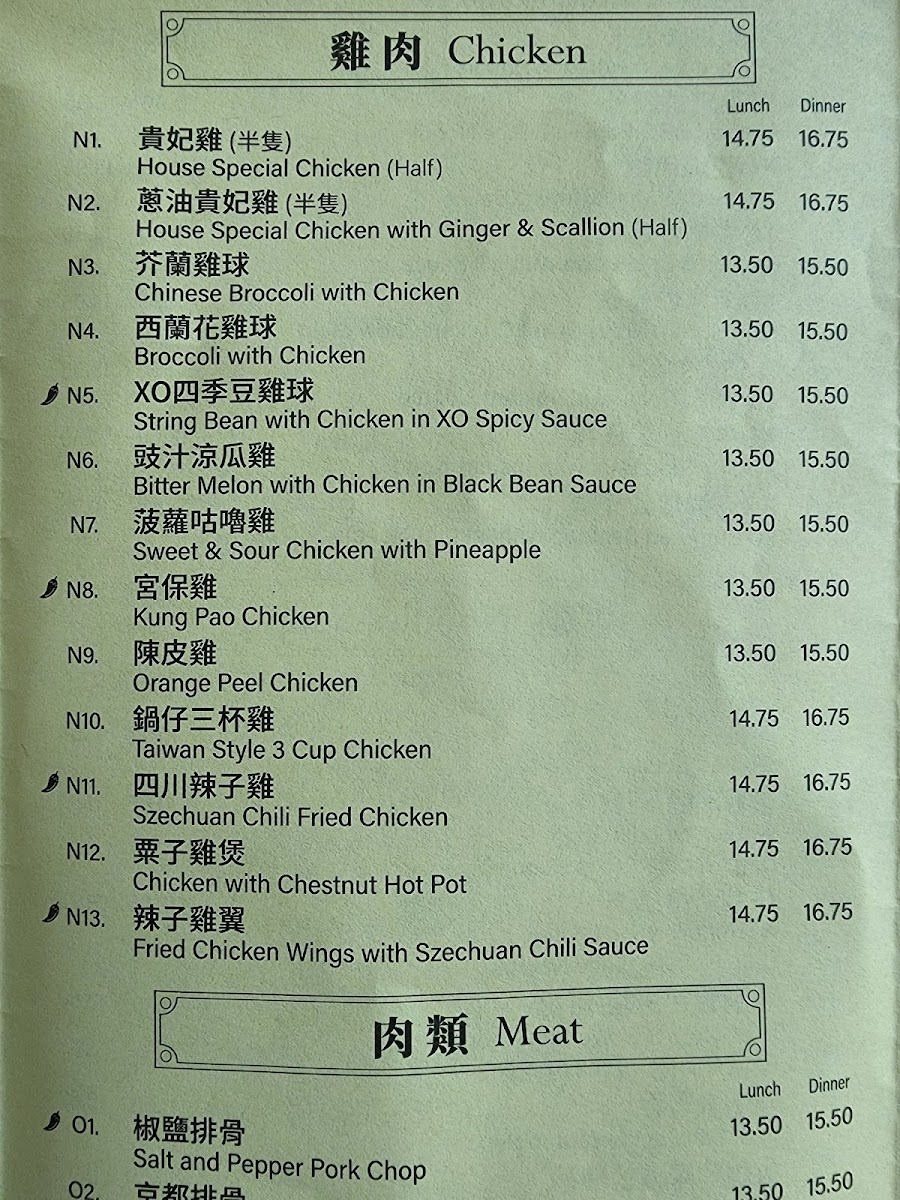 雞肉 Chicken
Lunch Dinner
N1. 貴妃雞 (半隻) 14.75 16.75
House Special Chicken (Half)
N2. 蔥油貴妃雞 (半隻) 14.75 16.75
House Special Chicken with Ginger & Scallion (Half)
N3. 芥蘭雞球 13.50 15.50
Chinese Broccoli with Chicken
N4. 西蘭花雞球 13.50 15.50
Broccoli with Chicken
N5. XO四季豆雞球 13.50 15.50
String Bean with Chicken in XO Spicy Sauce
N6. 豉汁涼瓜雞 13.50 15.50
Bitter Melon with Chicken in Black Bean Sauce
N7. 菠蘿咕嚕雞 13.50 15.50
Sweet & Sour Chicken with Pineapple
N8. 宮保雞 13.50 15.50
Kung Pao Chicken
N9. 陳皮雞 13.50 15.50
Orange Peel Chicken
N10. 鍋仔三杯雞 14.75 16.75
Taiwan Style 3 Cup Chicken
N11. 四川辣子雞 14.75 16.75
Szechuan Chili Fried Chicken
N12. 粟子雞煲 14.75 16.75
Chicken with Chestnut Hot Pot
N13. 辣子雞翼 14.75 16.75
Fried Chicken Wings with Szechuan Chili Sauce
肉類 Meat
Lunch Dinner
O1. 椒鹽排骨 13.50 15.50
Salt and Pepper Pork Chop
O2. 京都排骨 13.50 15.50